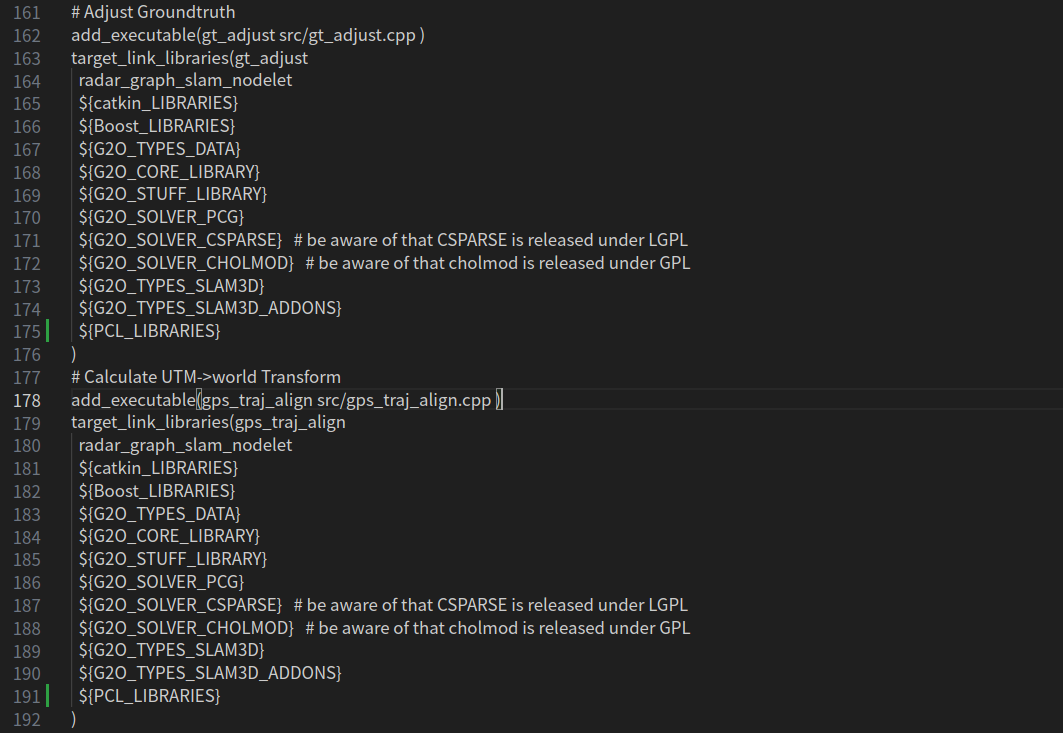 161 # Adjust Groundtruth
162 add_executable(gt_adjust src/gt_adjust.cpp )
163 target_link_libraries(gt_adjust
164 radar_graph_slam_nodelet
165 ${catkin_LIBRARIES}
166 ${Boost_LIBRARIES}
167 ${G2O_TYPES_DATA}
168 ${G2O_CORE_LIBRARY}
169 ${G2O_STUFF_LIBRARY}
170 ${G2O_SOLVER_PCG}
171 ${G2O_SOLVER_CSPARSE} # be aware of that CSPARSE is released under LGPL
172 ${G2O_SOLVER_CHOLMOD} # be aware of that cholmod is released under GPL
173 ${G2O_TYPES_SLAM3D}
174 ${G2O_TYPES_SLAM3D_ADDONS}
175 ${PCL_LIBRARIES}
176 )
177 # Calculate UTM->world Transform
178 add_executable(gps_traj_align src/gps_traj_align.cpp )
179 target_link_libraries(gps_traj_align
180 radar_graph_slam_nodelet
181 ${catkin_LIBRARIES}
182 ${Boost_LIBRARIES}
183 ${G2O_TYPES_DATA}
184 ${G2O_CORE_LIBRARY}
185 ${G2O_STUFF_LIBRARY}
186 ${G2O_SOLVER_PCG}
187 ${G2O_SOLVER_CSPARSE} # be aware of that CSPARSE is released under LGPL
188 ${G2O_SOLVER_CHOLMOD} # be aware of that cholmod is released under GPL
189 ${G2O_TYPES_SLAM3D}
190 ${G2O_TYPES_SLAM3D_ADDONS}
191 ${PCL_LIBRARIES}
192 )